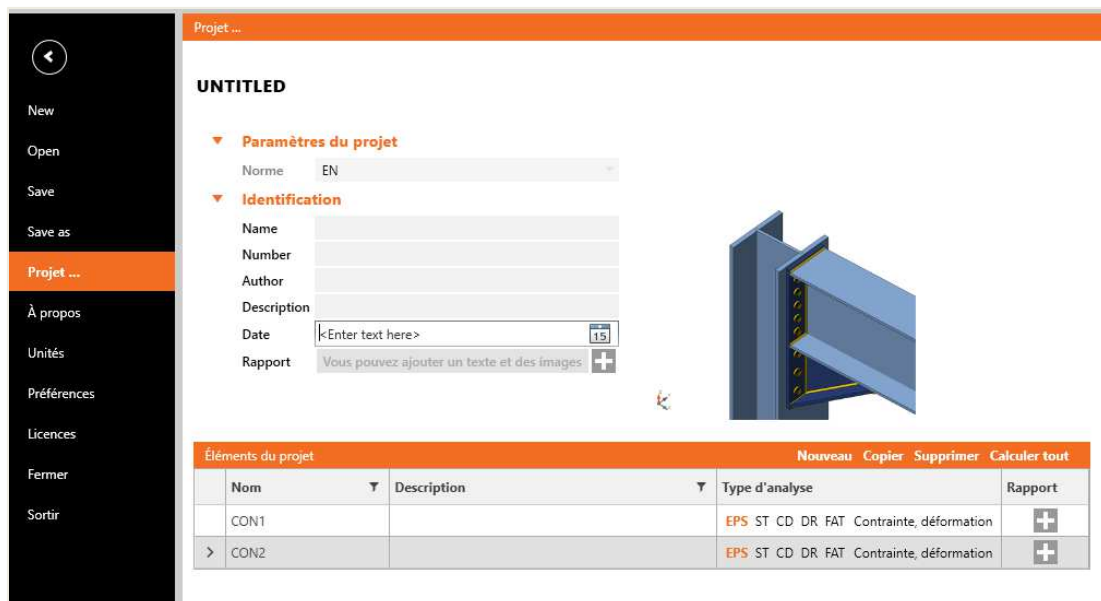 Projet ...
New
Open
Save
Save as
Projet ...
À propos
Unités
Préférences
Licences
Fermer
Sortir
UNTITLED
Paramètres du projet
Norme EN
Identification
Name
Number
Author
Description
Date <Enter text here> 15
Rapport Vous pouvez ajouter un texte et des images
Éléments du projet Nouveau Copier Supprimer Calculer tout
Nom Description Type d'analyse Rapport
CON1 EPS ST CD DR FAT Contrainte, déformation
CON2 EPS ST CD DR FAT Contrainte, déformation